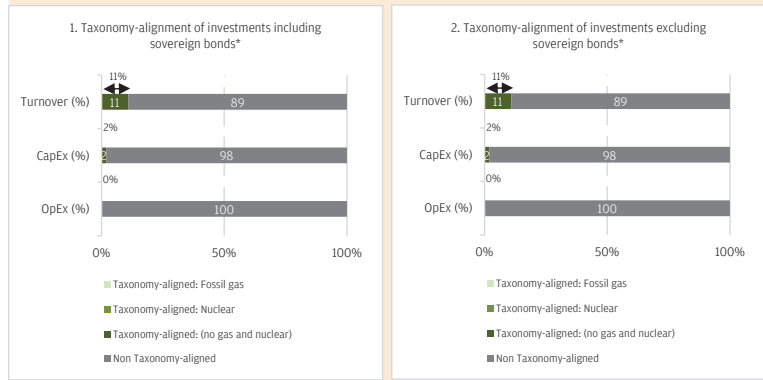 1. Taxonomy-alignment of investments including
sovereign bonds*
11%
Turnover (%)
11
89
2%
CapEx (%)
2
98
0%
OpEx (%)
100
0%
50%
100%
Taxonomy-aligned: Fossil gas
Taxonomy-aligned: Nuclear
Taxonomy-aligned: (no gas and nuclear)
Non Taxonomy-aligned
2. Taxonomy-alignment of investments excluding
sovereign bonds*
11%
Turnover (%)
11
89
2%
CapEx (%)
2
98
0%
OpEx (%)
100
0%
50%
100%
Taxonomy-aligned: Fossil gas
Taxonomy-aligned: Nuclear
Taxonomy-aligned: (no gas and nuclear)
Non Taxonomy-aligned